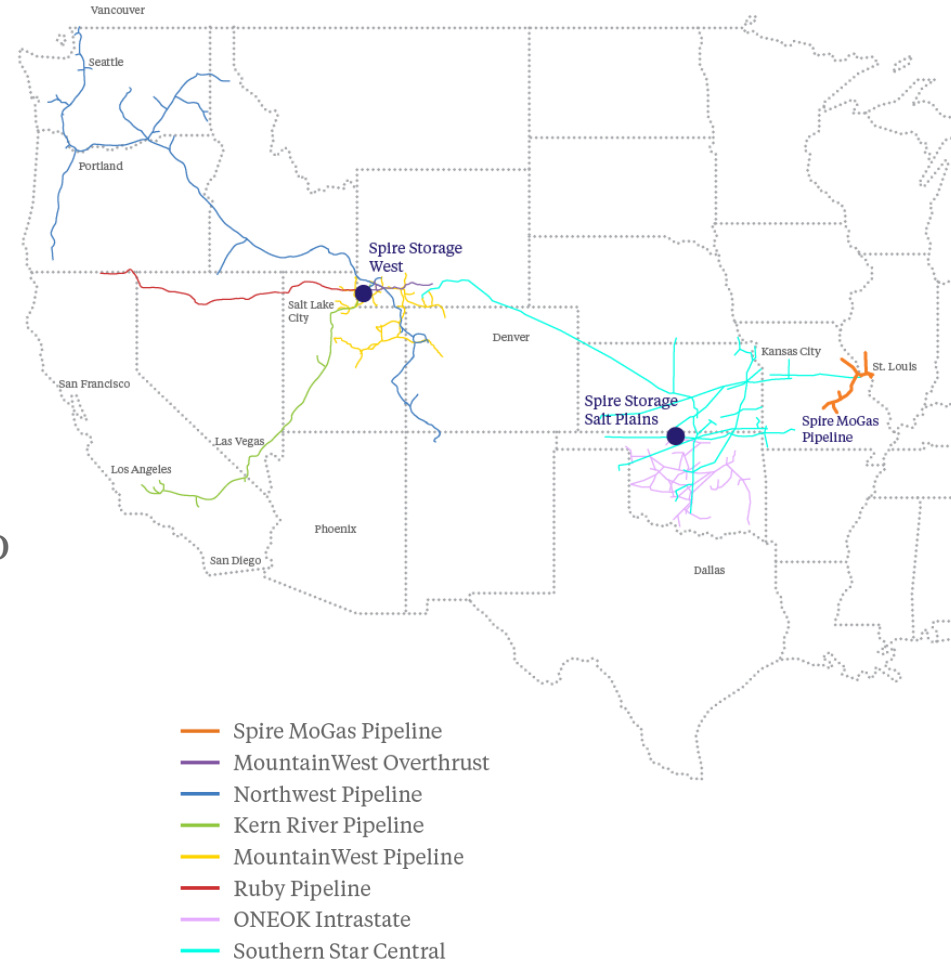 Vancouver
Seattle
Portland
Spire Storage
West
Salt Lake
City
Denver
Kansas City
St. Louis
San Francisco
Spire Storage
Salt Plains
Spire MoGas
Pipeline
Las Vegas
Los Angeles
Phoenix
San Diego
Dallas
Spire MoGas Pipeline
MountainWest Overthrust
Northwest Pipeline
Kern River Pipeline
MountainWest Pipeline
Ruby Pipeline
ONEOK Intrastate
Southern Star Central